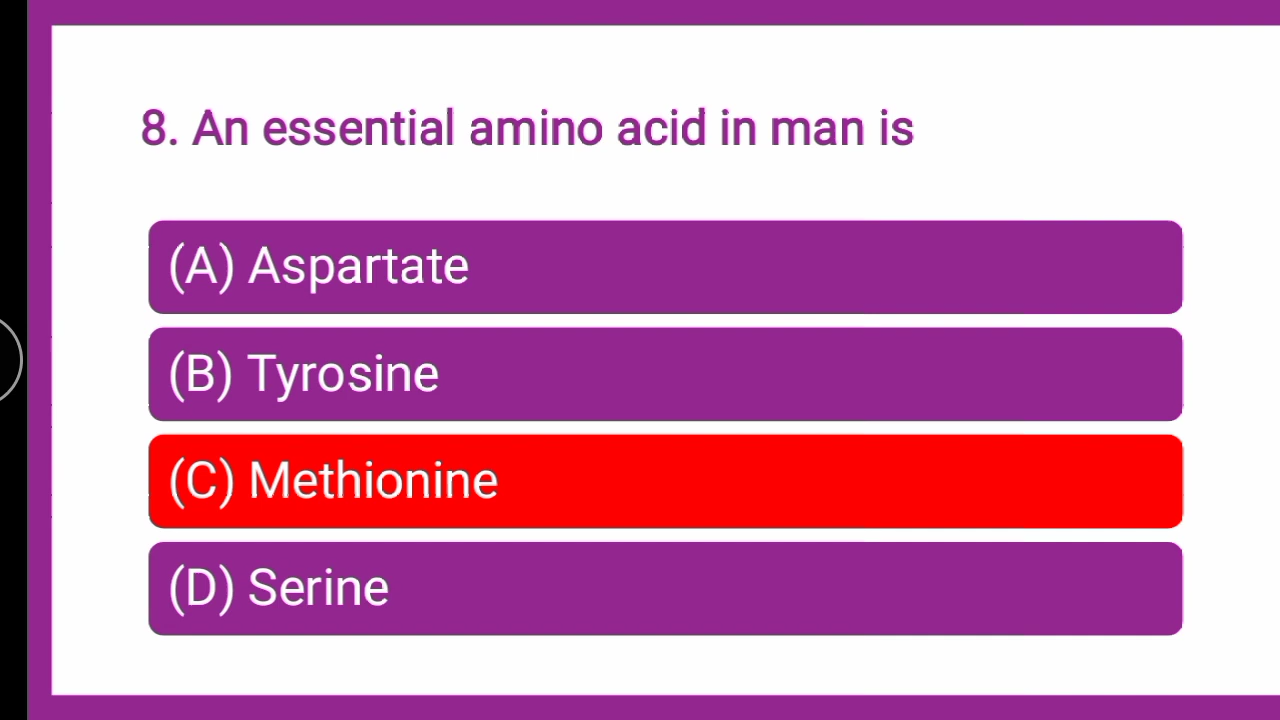 8. An essential amino acid in man is
(A) Aspartate
(B) Tyrosine
(C) Methionine
(D) Serine